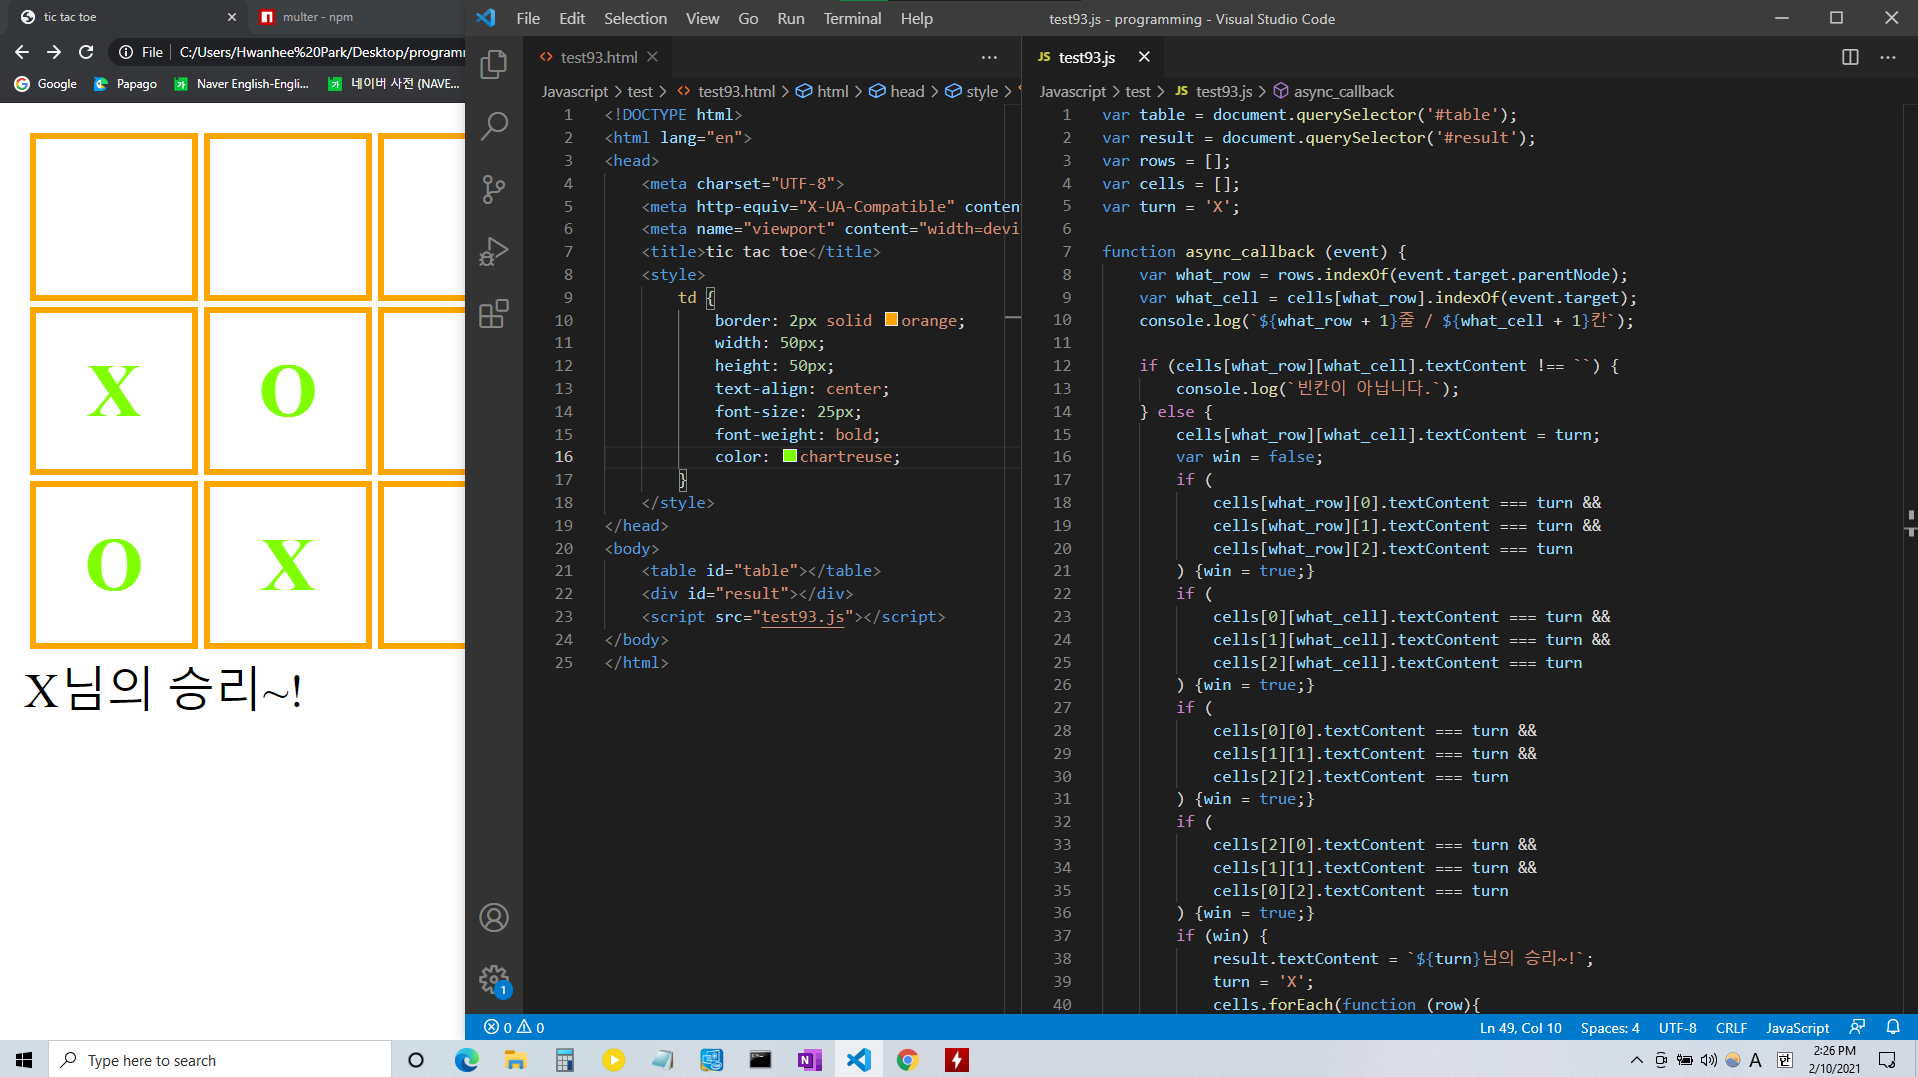 tic tac toe
multer - npm
File C:/Users/Hwanhee%20Park/Desktop/programm
Google Papago Naver English-Engli... 네이버 사전 (NAVE...
X O
O X
X님의 승리~!
File Edit Selection View Go Run Terminal Help test93.js - programming - Visual Studio Code
test93.html
Javascript > test > test93.html > html > head > style >
1 <!DOCTYPE html>
2 <html lang="en">
3 <head>
4 <meta charset="UTF-8">
5 <meta http-equiv="X-UA-Compatible" conten
6 <meta name="viewport" content="width=devi
7 <title>tic tac toe</title>
8 <style>
9 td {
10 border: 2px solid orange;
11 width: 50px;
12 height: 50px;
13 text-align: center;
14 font-size: 25px;
15 font-weight: bold;
16 color: chartreuse;
17 }
18 </style>
19 </head>
20 <body>
21 <table id="table"></table>
22 <div id="result"></div>
23 <script src="test93.js"></script>
24 </body>
25 </html>
JS test93.js
Javascript > test > JS test93.js > async_callback
1 var table = document.querySelector('#table');
2 var result = document.querySelector('#result');
3 var rows = [];
4 var cells = [];
5 var turn = 'X';
6
7 function async_callback (event) {
8 var what_row = rows.indexOf(event.target.parentNode);
9 var what_cell = cells[what_row].indexOf(event.target);
10 console.log(`${what_row + 1}줄 / ${what_cell + 1}칸`);
11
12 if (cells[what_row][what_cell].textContent !== ``) {
13 console.log(`빈칸이 아닙니다.`);
14 } else {
15 cells[what_row][what_cell].textContent = turn;
16 var win = false;
17 if (
18 cells[what_row][0].textContent === turn &&
19 cells[what_row][1].textContent === turn &&
20 cells[what_row][2].textContent === turn
21 ) {win = true;}
22 if (
23 cells[0][what_cell].textContent === turn &&
24 cells[1][what_cell].textContent === turn &&
25 cells[2][what_cell].textContent === turn
26 ) {win = true;}
27 if (
28 cells[0][0].textContent === turn &&
29 cells[1][1].textContent === turn &&
30 cells[2][2].textContent === turn
31 ) {win = true;}
32 if (
33 cells[2][0].textContent === turn &&
34 cells[1][1].textContent === turn &&
35 cells[0][2].textContent === turn
36 ) {win = true;}
37 if (win) {
38 result.textContent = `${turn}님의 승리~!`;
39 turn = 'X';
40 cells.forEach(function (row){
1
0 0 Ln 49, Col 10 Spaces: 4 UTF-8 CRLF JavaScript
Type here to search
A 한 2:26 PM
2/10/2021